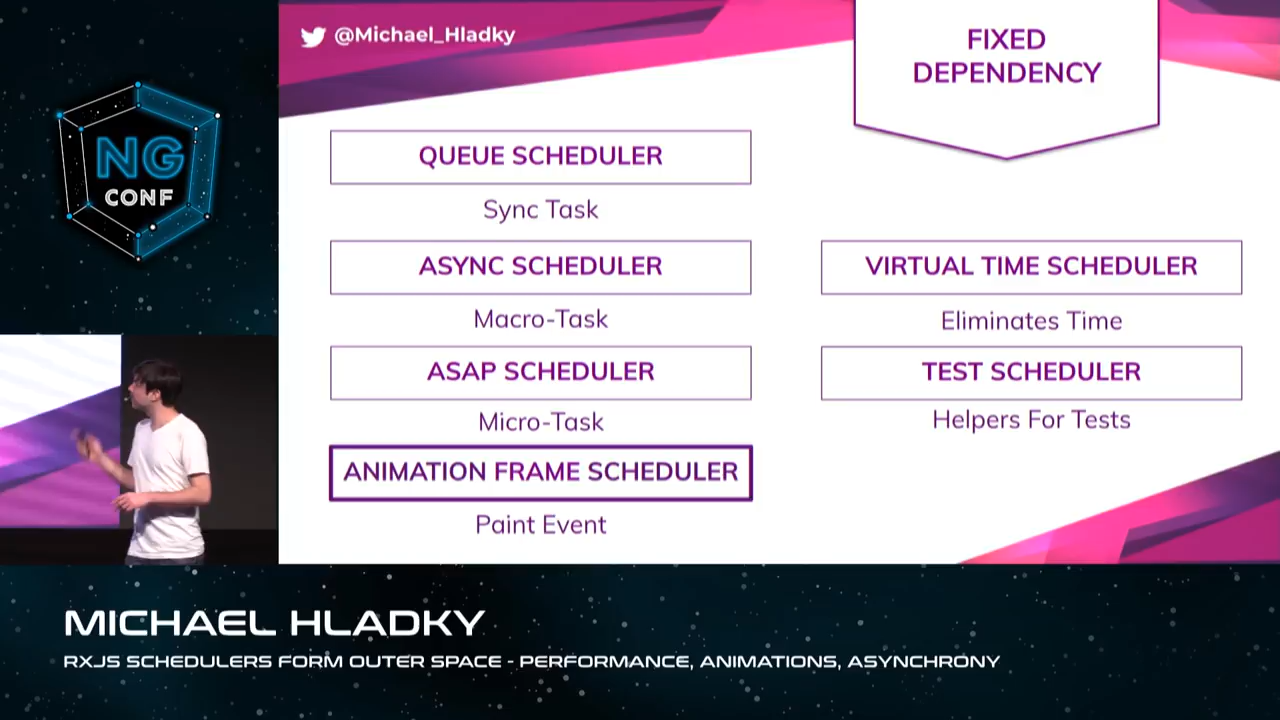 @Michael_Hladky
FIXED
DEPENDENCY
NG
CONF
QUEUE SCHEDULER
Sync Task
ASYNC SCHEDULER
Macro-Task
ASAP SCHEDULER
Micro-Task
ANIMATION FRAME SCHEDULER
Paint Event
VIRTUAL TIME SCHEDULER
Eliminates Time
TEST SCHEDULER
Helpers For Tests
MICHAEL HLADKY
RXJS SCHEDULERS FORM OUTER SPACE - PERFORMANCE, ANIMATIONS, ASYNCHRONY